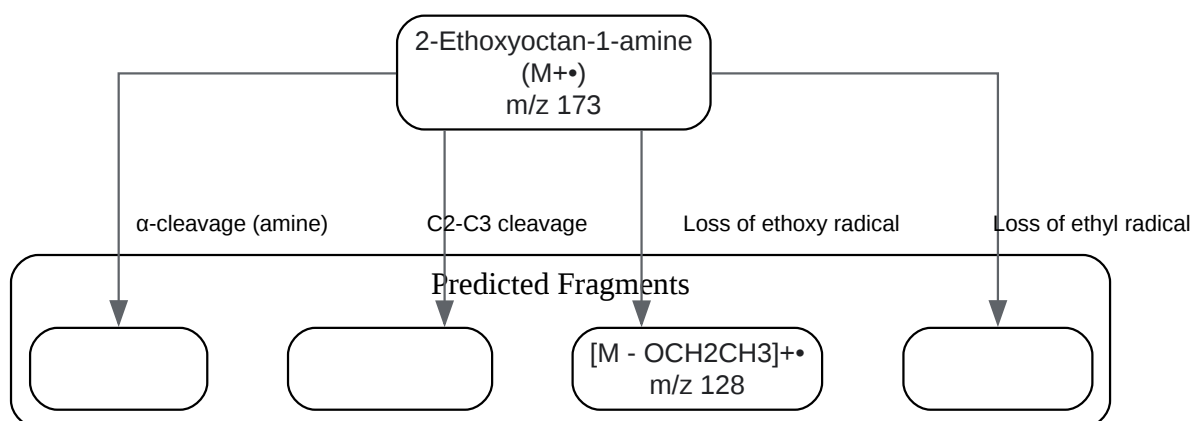 2-Ethoxyoctan-1-amine
(M+•)
m/z 173
α-cleavage (amine)
C2-C3 cleavage
Loss of ethoxy radical
Loss of ethyl radical
Predicted Fragments
[M - OCH2CH3]+•
m/z 128